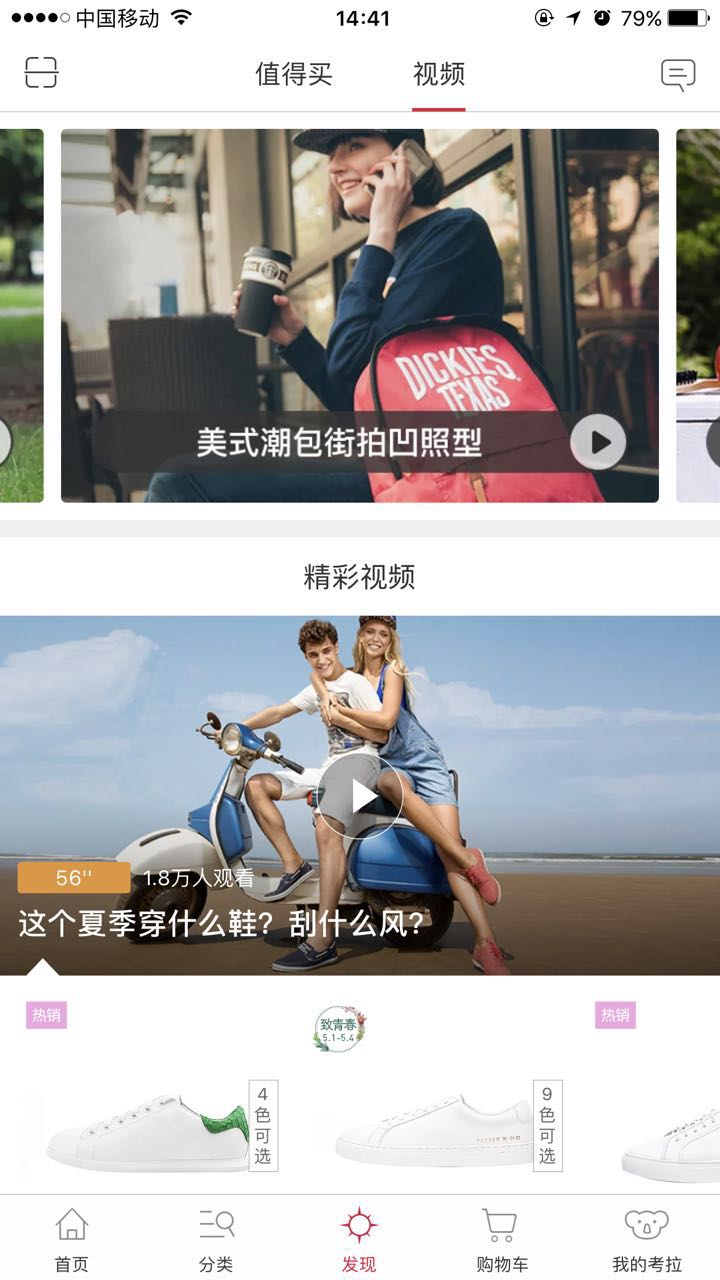 中国移动
14:41
79%
值得买
视频
DICKIES
TEXAS
美式潮包街拍凹照型
精彩视频
56''
1.8万人观看
这个夏季穿什么鞋？刮什么风？
热销
致青春
5.1-5.4
热销
4色可选
9色可选
首页
分类
发现
购物车
我的考拉